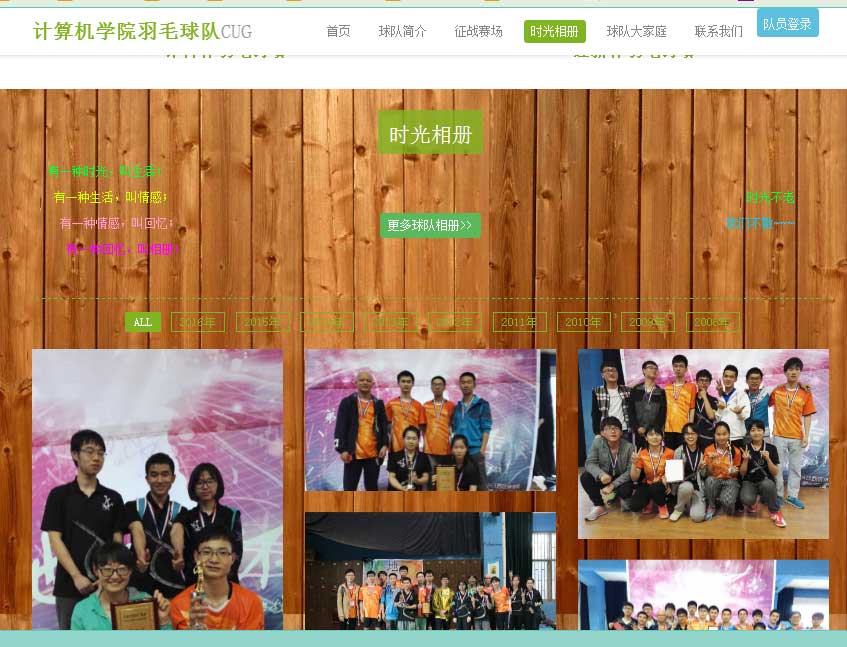 计算机学院羽毛球队CUG
首页 球队简介 征战赛场 时光相册 球队大家庭 联系我们 队员登录
时光相册
有一种时光，叫生活；
有一种生活，叫情感；
有一种情感，叫回忆；
有一种回忆，叫相册；
更多球队相册>>
时光不老
我们不散~~~~
ALL 2016年 2015年 2011年 2010年 2009年 2008年